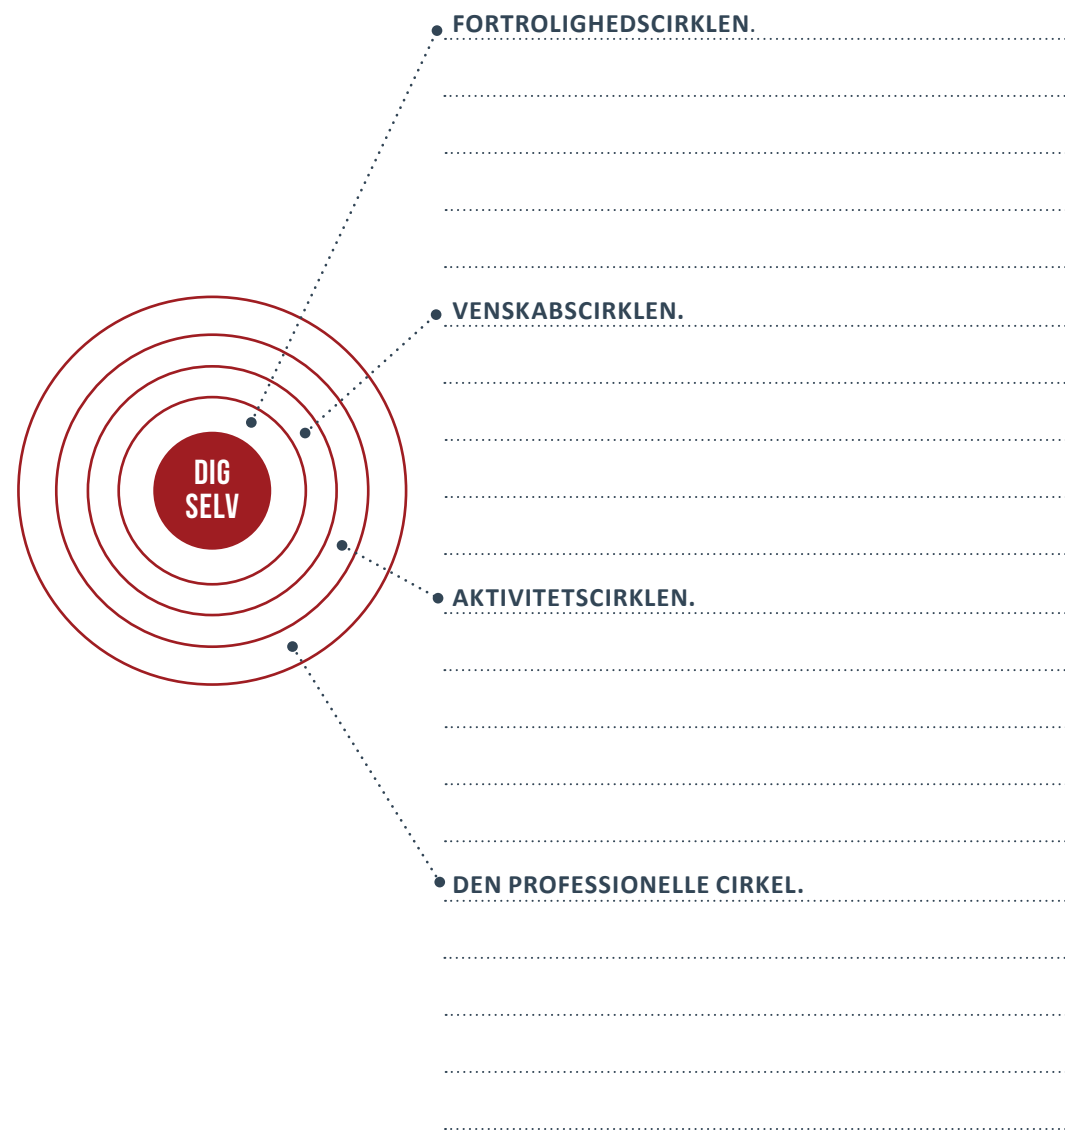 FORTROLIGHEDSCIRKLEN.
VENSKABSCIRKLEN.
DIG
SELV
AKTIVITETSCIRKLEN.
DEN PROFESSIONELLE CIRKEL.